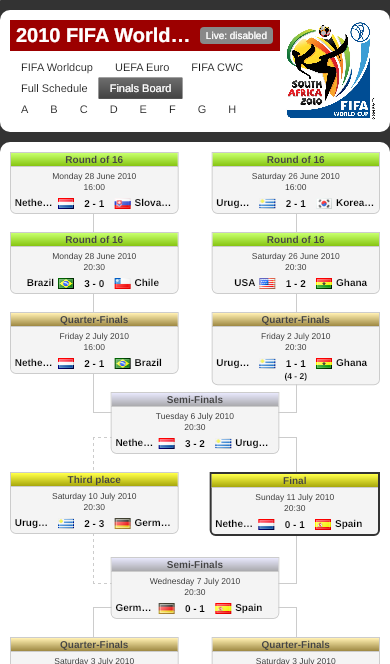 2010 FIFA World… Live: disabled
FIFA Worldcup UEFA Euro FIFA CWC
Full Schedule Finals Board
A B C D E F G H
SOUTH AFRICA
2010
FIFA
WORLD CUP
Round of 16
Monday 28 June 2010
16:00
Nethe… 2 - 1 Slova…
Round of 16
Saturday 26 June 2010
16:00
Urug… 2 - 1 Korea…
Round of 16
Monday 28 June 2010
20:30
Brazil 3 - 0 Chile
Round of 16
Saturday 26 June 2010
20:30
USA 1 - 2 Ghana
Quarter-Finals
Friday 2 July 2010
16:00
Nethe… 2 - 1 Brazil
Quarter-Finals
Friday 2 July 2010
20:30
Urug… 1 - 1 Ghana
(4 - 2)
Semi-Finals
Tuesday 6 July 2010
20:30
Nethe… 3 - 2 Urug…
Third place
Saturday 10 July 2010
20:30
Urug… 2 - 3 Germ…
Final
Sunday 11 July 2010
20:30
Nethe… 0 - 1 Spain
Semi-Finals
Wednesday 7 July 2010
20:30
Germ… 0 - 1 Spain
Quarter-Finals
Saturday 3 July 2010
Quarter-Finals
Saturday 3 July 2010